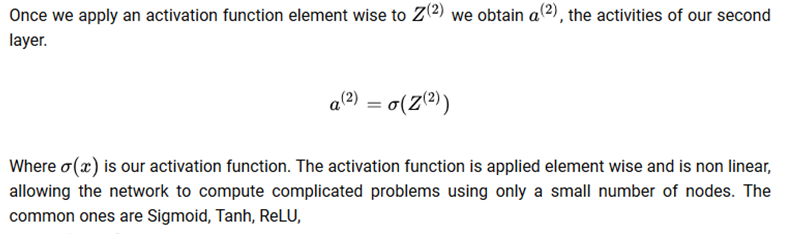 Once we apply an activation function element wise to Z⁽²⁾ we obtain a⁽²⁾, the activities of our second
layer.
a⁽²⁾ = σ(Z⁽²⁾)
Where σ(x) is our activation function. The activation function is applied element wise and is non linear,
allowing the network to compute complicated problems using only a small number of nodes. The
common ones are Sigmoid, Tanh, ReLU,